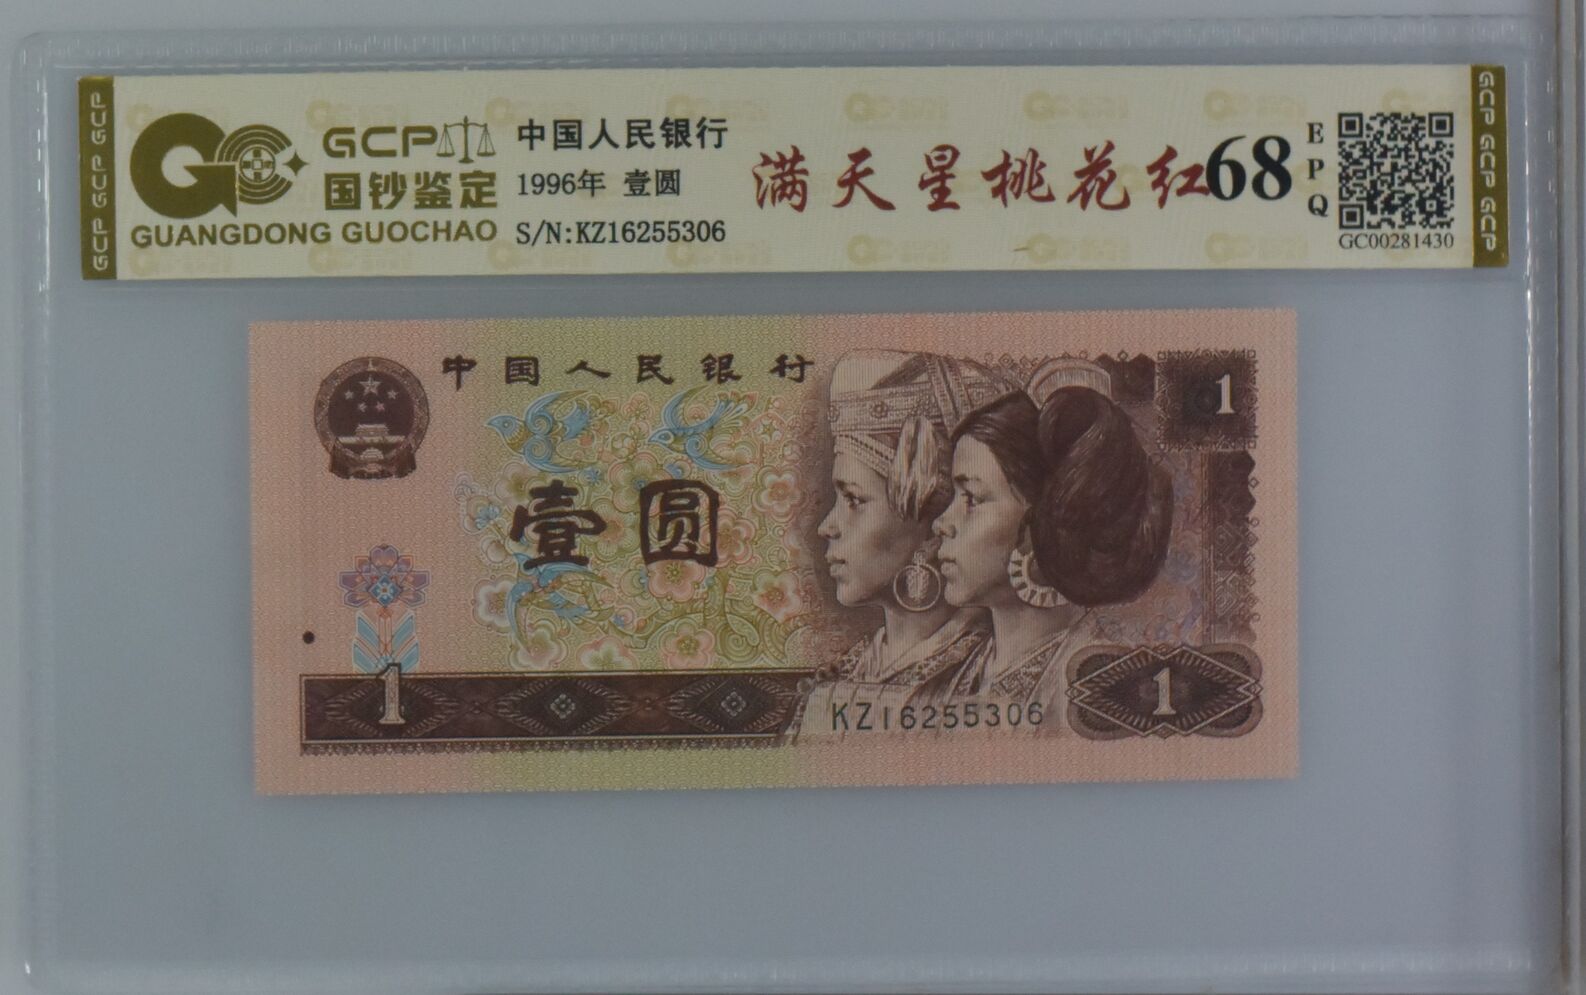 GCP GCP GCP
GCP
国钞鉴定
GUANGDONG GUOCHAO
中国人民银行
1996年 壹圆
S/N:KZ16255306
满天星桃花红
68
EPQ
GC00281430
GCP GCP GCP
中国人民银行
1
壹圆
1
KZ16255306
1